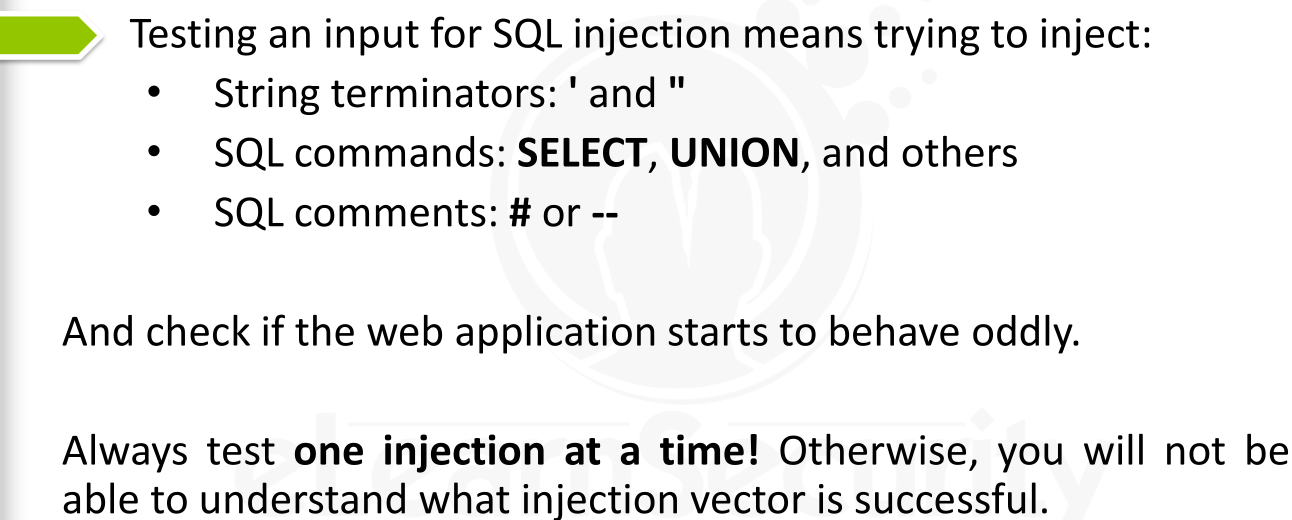 Testing an input for SQL injection means trying to inject:
• String terminators: ' and "
• SQL commands: SELECT, UNION, and others
• SQL comments: # or --
And check if the web application starts to behave oddly.
Always test one injection at a time! Otherwise, you will not be
able to understand what injection vector is successful.
eLearnSecurity